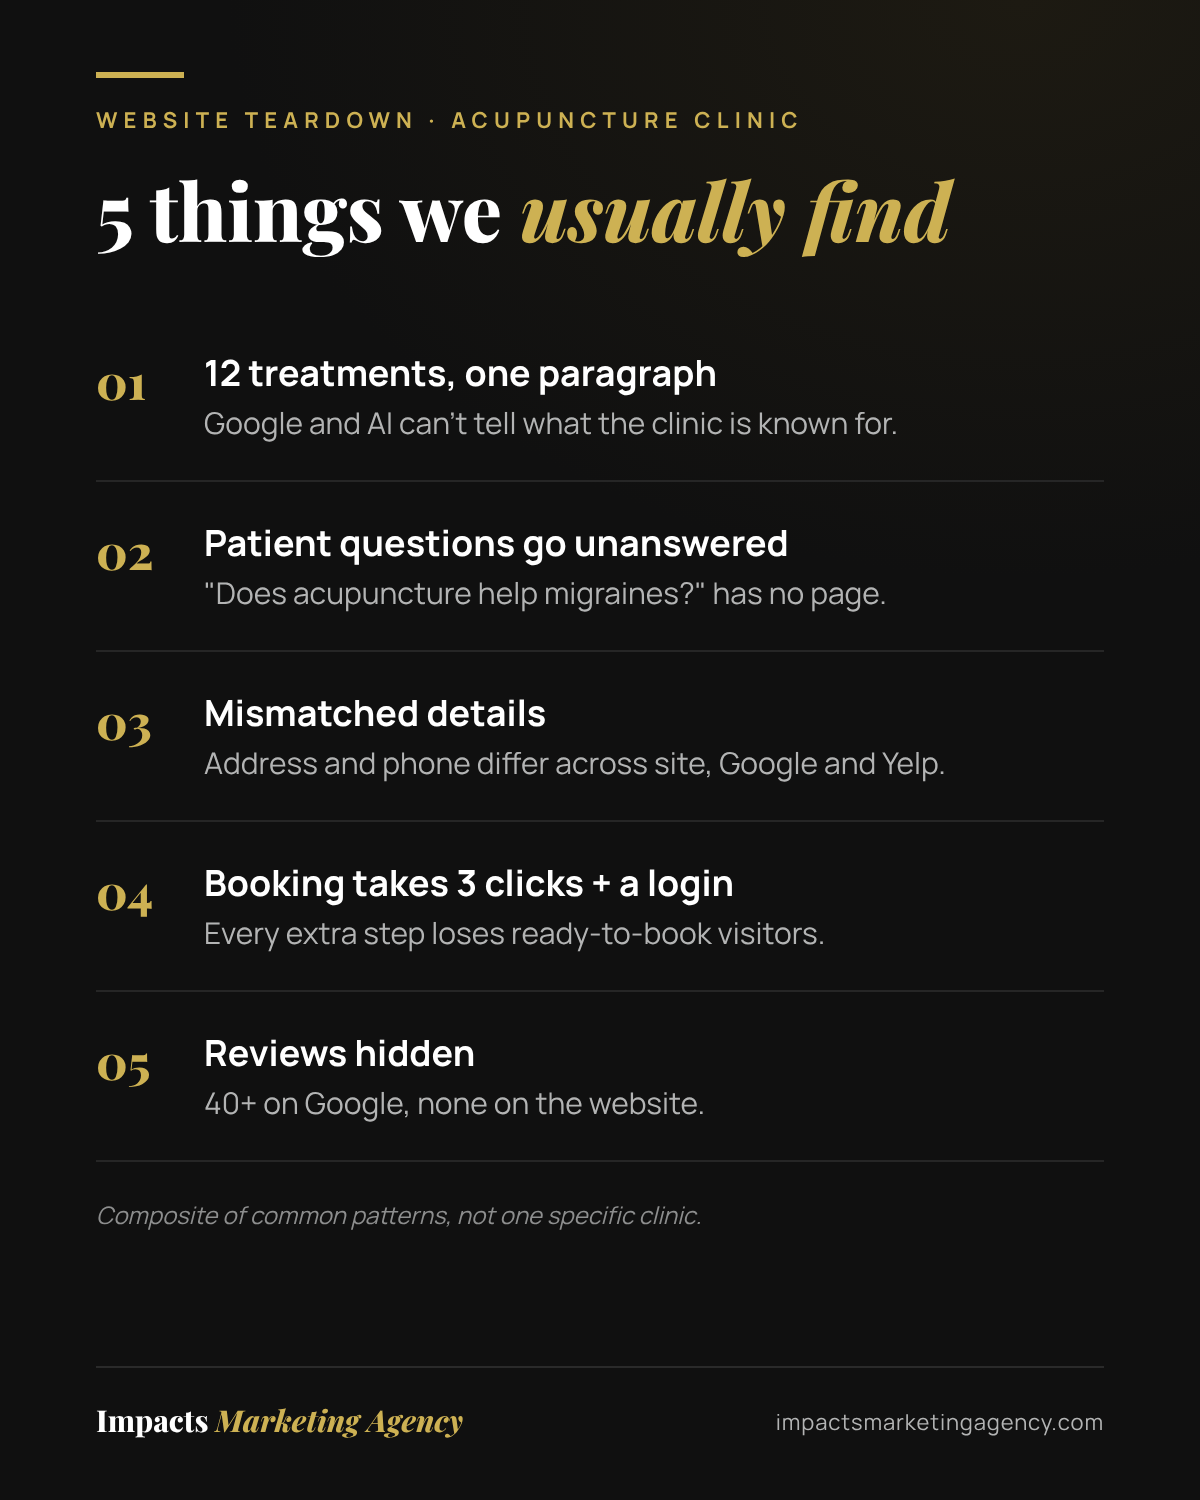 WEBSITE TEARDOWN · ACUPUNCTURE CLINIC
5 things we usually find
01
12 treatments, one paragraph
Google and AI can’t tell what the clinic is known for.
02
Patient questions go unanswered
"Does acupuncture help migraines?" has no page.
03
Mismatched details
Address and phone differ across site, Google and Yelp.
04
Booking takes 3 clicks + a login
Every extra step loses ready-to-book visitors.
05
Reviews hidden
40+ on Google, none on the website.
Composite of common patterns, not one specific clinic.
Impacts Marketing Agency
impactsmarketingagency.com